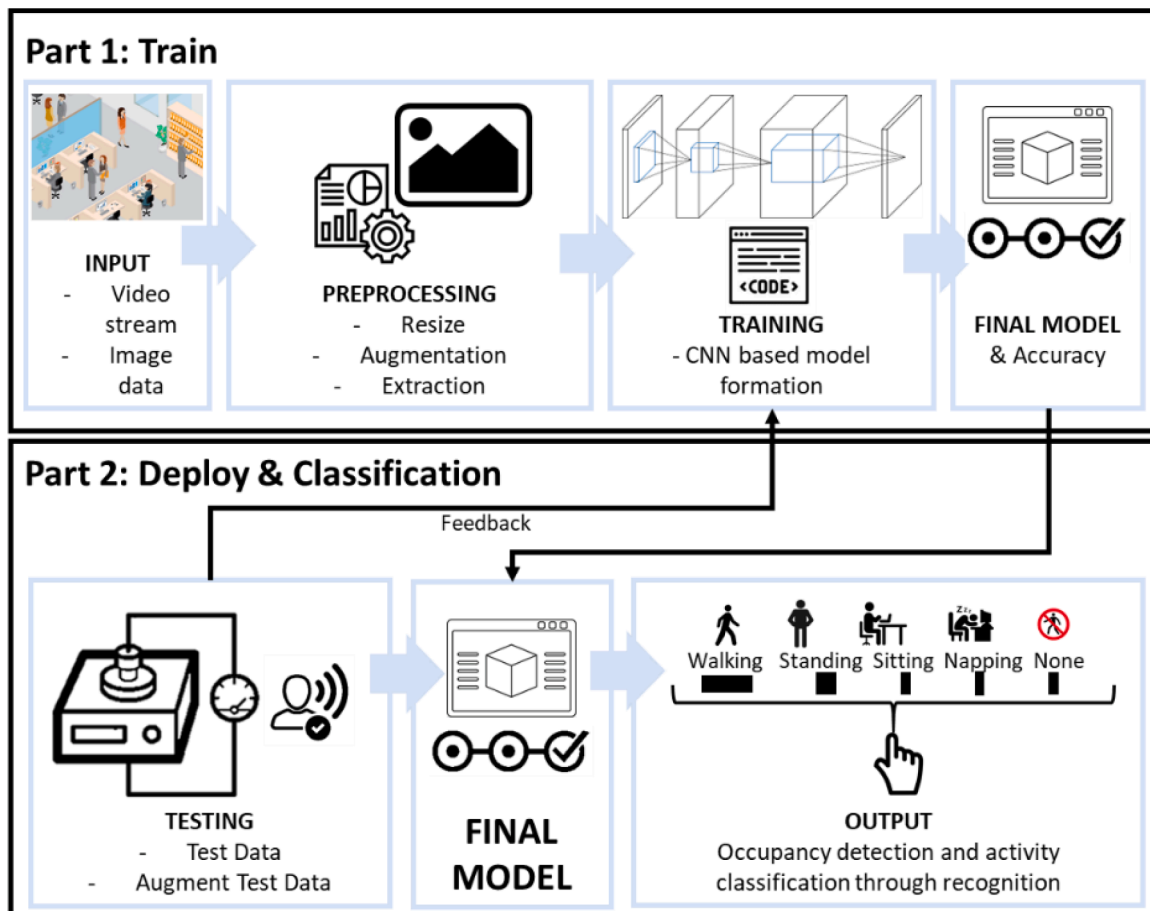 Part 1: Train
INPUT
- Video
stream
- Image
data
PREPROCESSING
- Resize
- Augmentation
- Extraction
<CODE>
TRAINING
- CNN based model
formation
FINAL MODEL
& Accuracy
Part 2: Deploy & Classification
Feedback
TESTING
- Test Data
- Augment Test Data
FINAL
MODEL
zzz
Walking Standing Sitting Napping None
OUTPUT
Occupancy detection and activity
classification through recognition